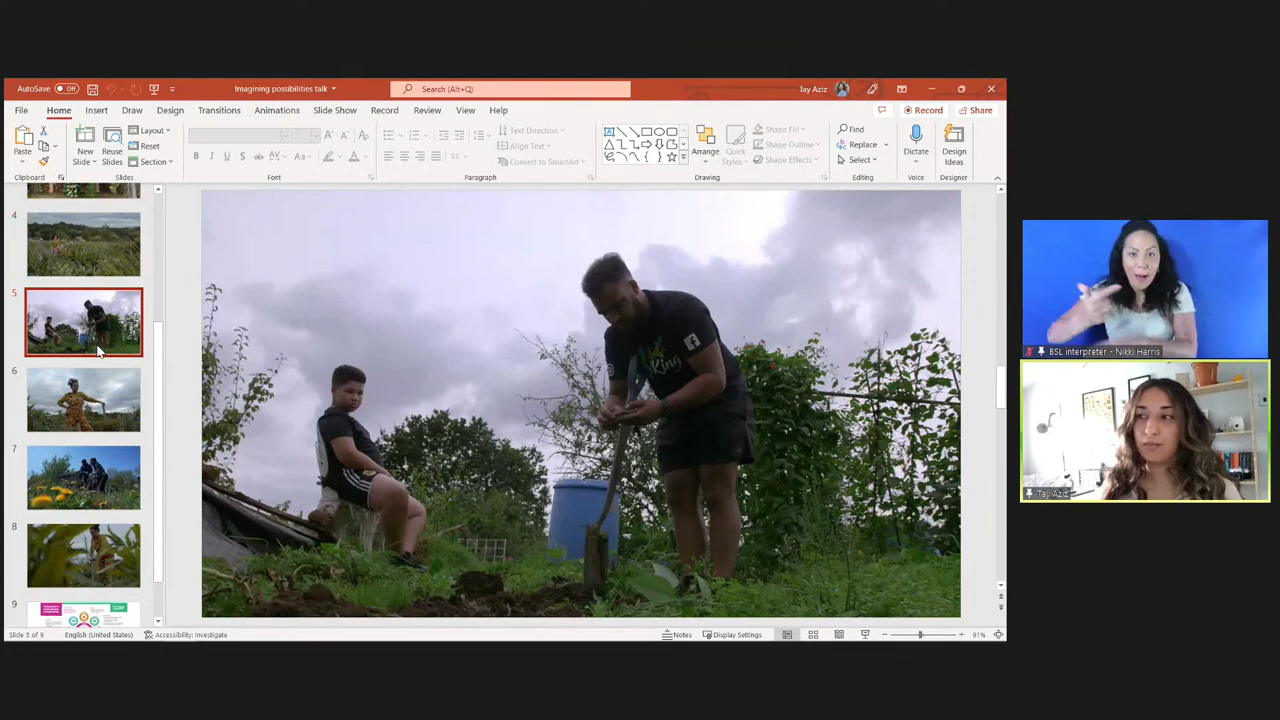 AutoSave Off
Imagining possibilities talk
Search (Alt+Q)
Tay Aziz
File Home Insert Draw Design Transitions Animations Slide Show Record Review View Help
Record Share
Paste
New Slide
Reuse Slides
Layout
Reset
Section
B I U S ab AV Aa A
Text Direction
Align Text
Convert to SmartArt
Arrange
Quick Styles
Shape Fill
Shape Outline
Shape Effects
Find
Replace
Select
Dictate
Design Ideas
Clipboard Slides Font Paragraph Drawing Editing Voice Designer
4
5
6
7
8
9
King
f
BSL interpreter - Nikki Harris
Tay Aziz
Slide 5 of 9 English (United States) Accessibility: Investigate Notes Display Settings 91%